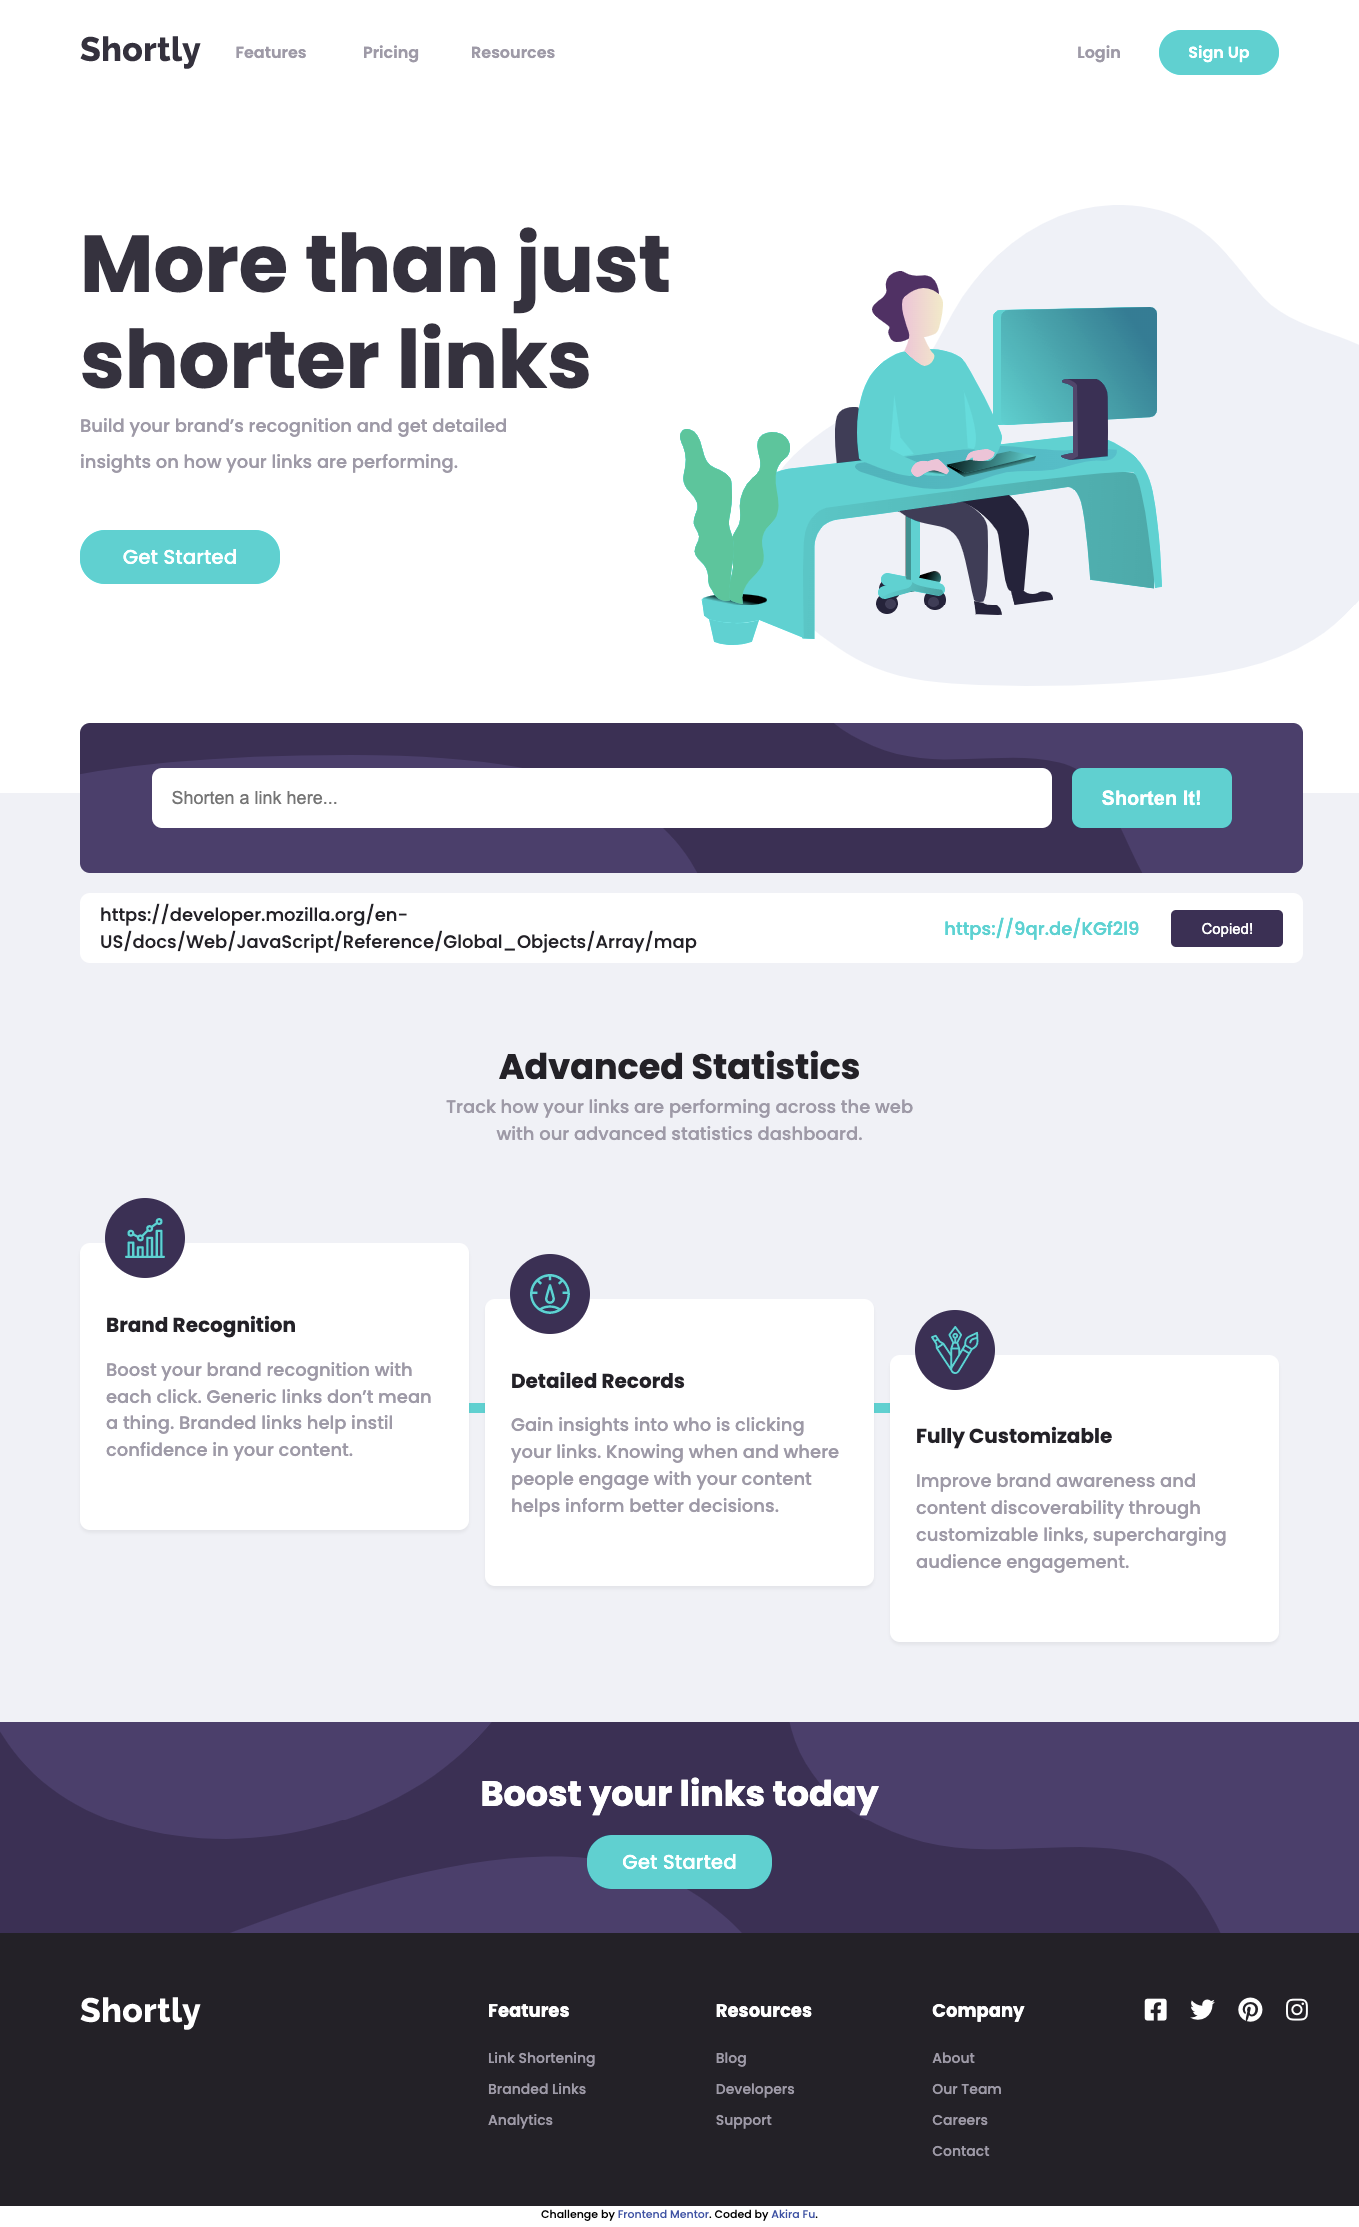 Shortly
Features
Pricing
Resources
Login
Sign Up
More than just
shorter links
Build your brand’s recognition and get detailed
insights on how your links are performing.
Get Started
Shorten a link here...
Shorten It!
https://developer.mozilla.org/en-
US/docs/Web/JavaScript/Reference/Global_Objects/Array/map
https://9qr.de/KGf2I9
Copied!
Advanced Statistics
Track how your links are performing across the web
with our advanced statistics dashboard.
Brand Recognition
Boost your brand recognition with
each click. Generic links don’t mean
a thing. Branded links help instil
confidence in your content.
Detailed Records
Gain insights into who is clicking
your links. Knowing when and where
people engage with your content
helps inform better decisions.
Fully Customizable
Improve brand awareness and
content discoverability through
customizable links, supercharging
audience engagement.
Boost your links today
Get Started
Shortly
Features
Link Shortening
Branded Links
Analytics
Resources
Blog
Developers
Support
Company
About
Our Team
Careers
Contact
Challenge by Frontend Mentor. Coded by Akira Fu.